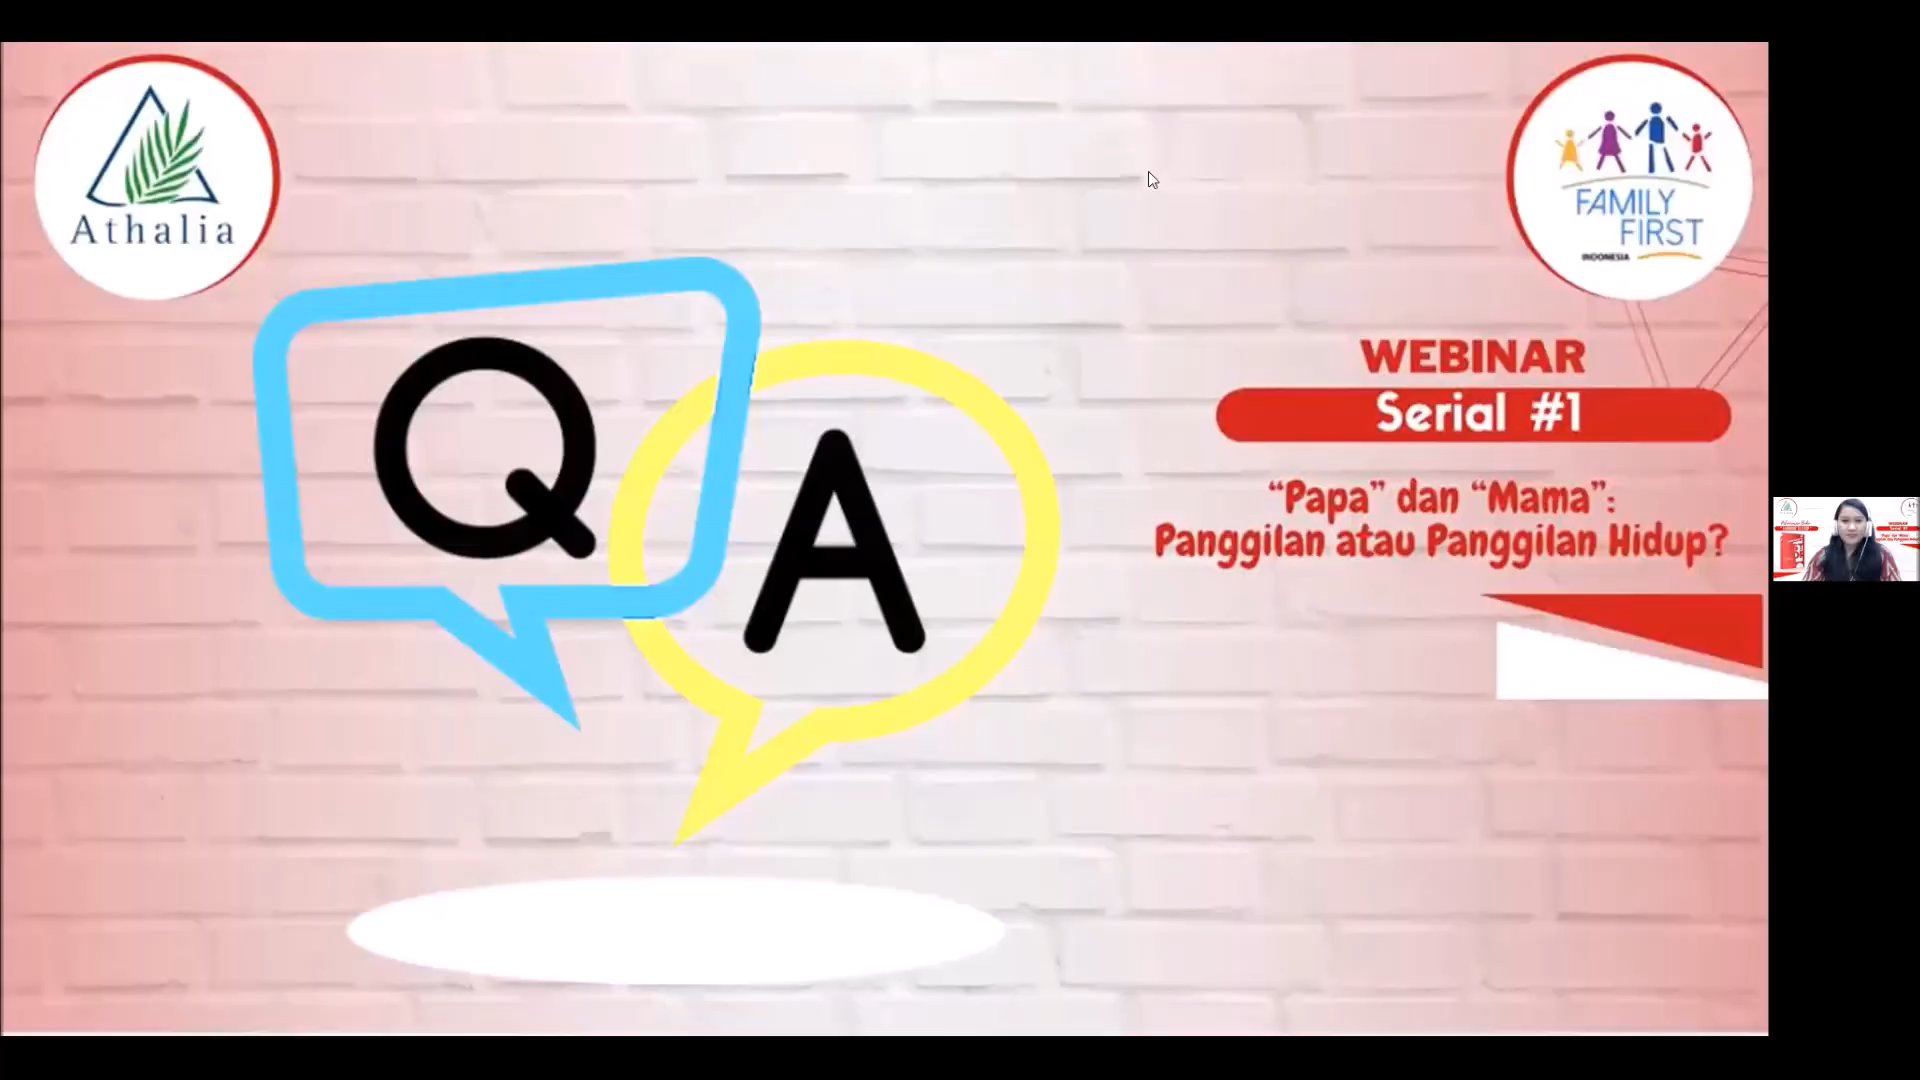 Athalia
FAMILY
FIRST
INDONESIA
Q
A
WEBINAR
Serial #1
“Papa” dan “Mama”:
Panggilan atau Panggilan Hidup?